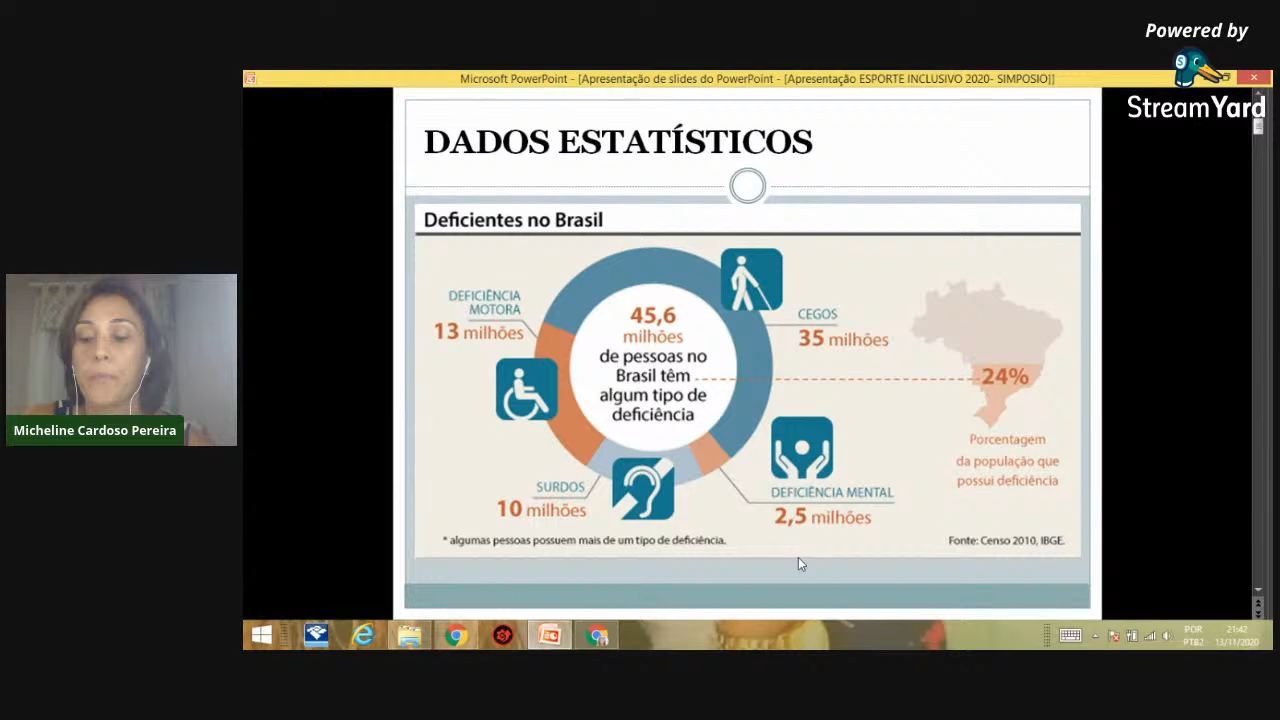 Powered by
StreamYard
Microsoft PowerPoint - [Apresentação de slides do PowerPoint - [Apresentação ESPORTE INCLUSIVO 2020- SIMPOSIO]]
DADOS ESTATÍSTICOS
Deficientes no Brasil
DEFICIÊNCIA
MOTORA
13 milhões
45,6
milhões
de pessoas no
Brasil têm
algum tipo de
deficiência
CEGOS
35 milhões
24%
Porcentagem
da população que
possui deficiência
SURDOS
10 milhões
DEFICIÊNCIA MENTAL
2,5 milhões
* algumas pessoas possuem mais de um tipo de deficiência.
Fonte: Censo 2010, IBGE.
Micheline Cardoso Pereira
POR
PTB2
21:42
13/11/2020